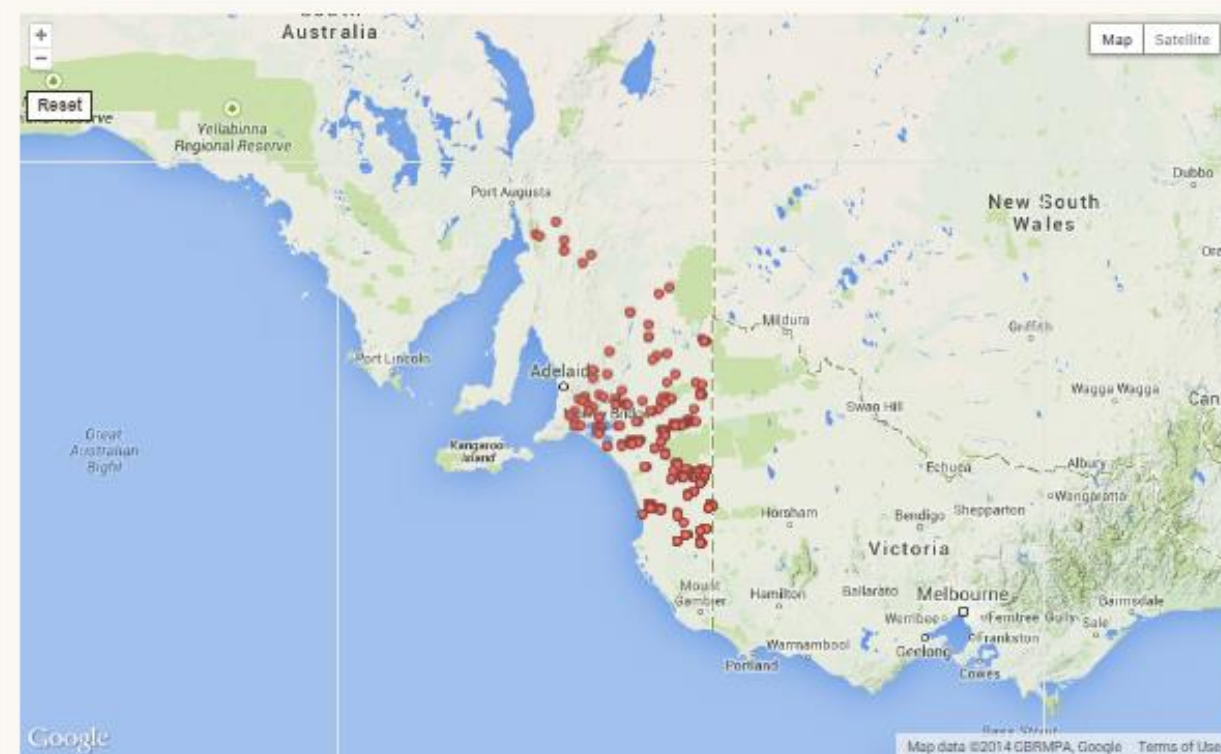 Australia
+
−
Map Satellite
Reset
Yellabinna
Regional Reserve
Port Augusta
Dubbo
New South
Wales
Mildura
Griffith
Port Lincoln
Adelaide
Wagga Wagga
Swan Hill
Great
Australian
Bight
Kangaroo
Island
Echuca
Albury
Wangaratta
Horsham
Bendigo
Shepparton
Victoria
Mount
Gambier
Hamilton
Ballarat
Melbourne
Bairnsdale
Werribee
Ferntree Gully
Sale
Geelong
Frankston
Warrnambool
Portland
Cowes
Google
Map data ©2014 GBRMPA, Google Terms of Use